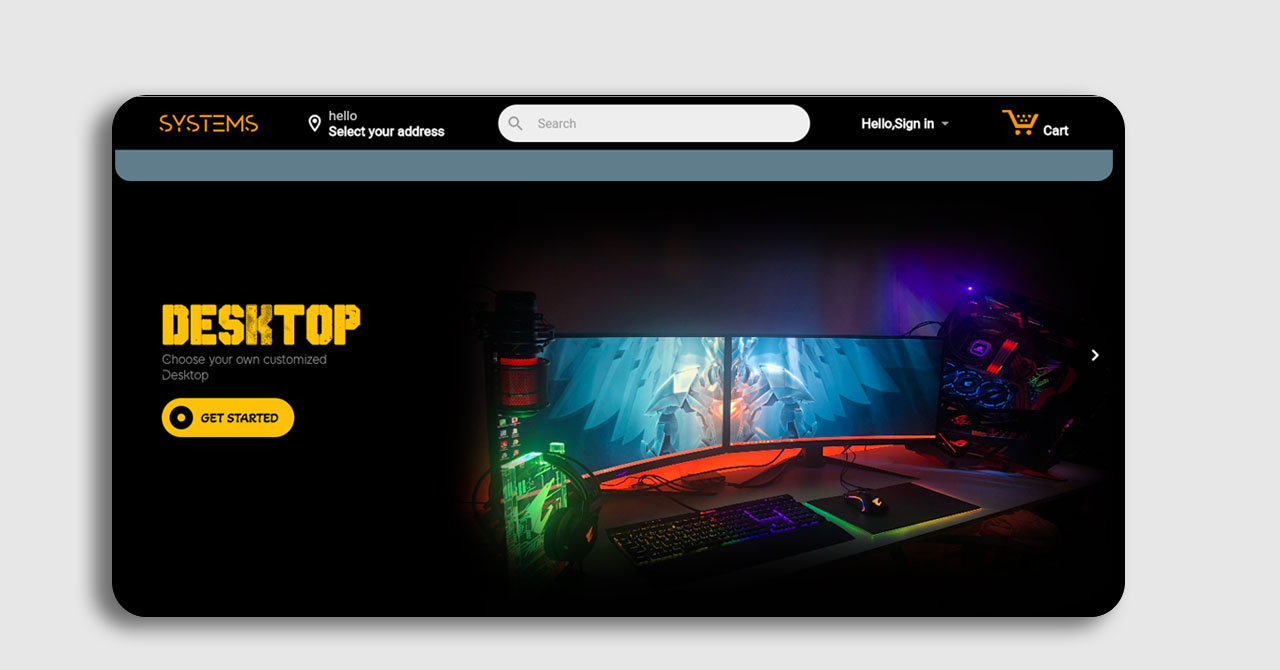 SYSTEMS
hello
Select your address
Search
Hello,Sign in
Cart
DESKTOP
Choose your own customized
Desktop
GET STARTED